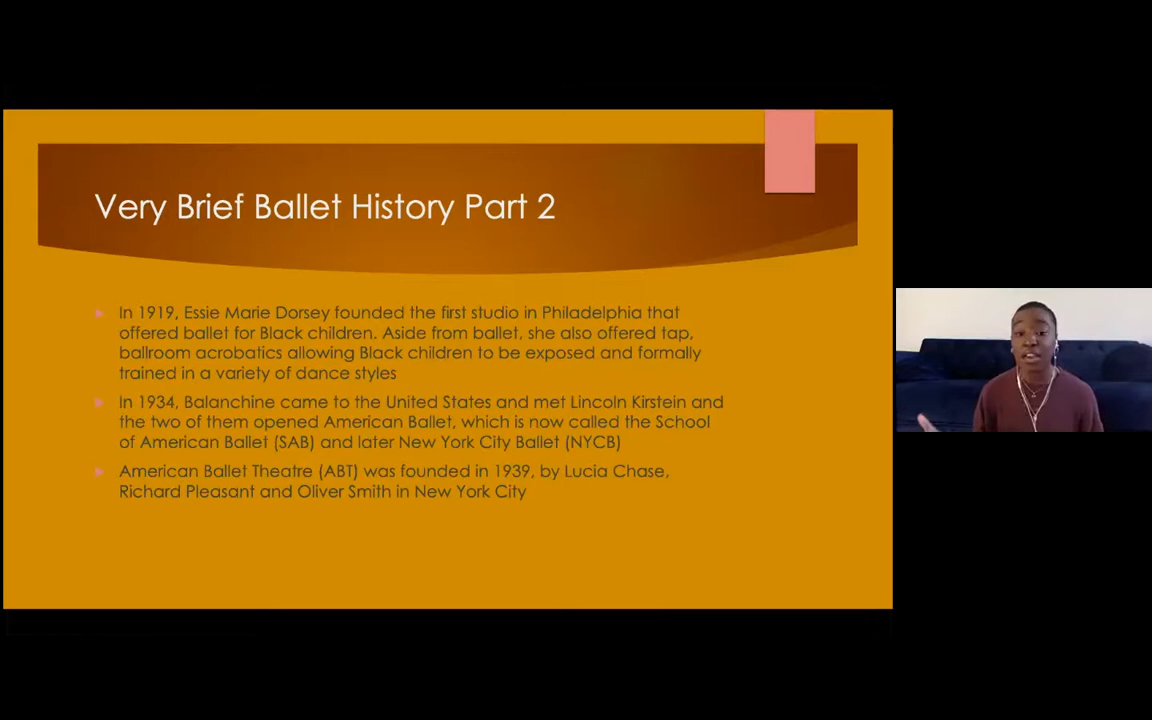 Very Brief Ballet History Part 2
In 1919, Essie Marie Dorsey founded the first studio in Philadelphia that
offered ballet for Black children. Aside from ballet, she also offered tap,
ballroom acrobatics allowing Black children to be exposed and formally
trained in a variety of dance styles
In 1934, Balanchine came to the United States and met Lincoln Kirstein and
the two of them opened American Ballet, which is now called the School
of American Ballet (SAB) and later New York City Ballet (NYCB)
American Ballet Theatre (ABT) was founded in 1939, by Lucia Chase,
Richard Pleasant and Oliver Smith in New York City